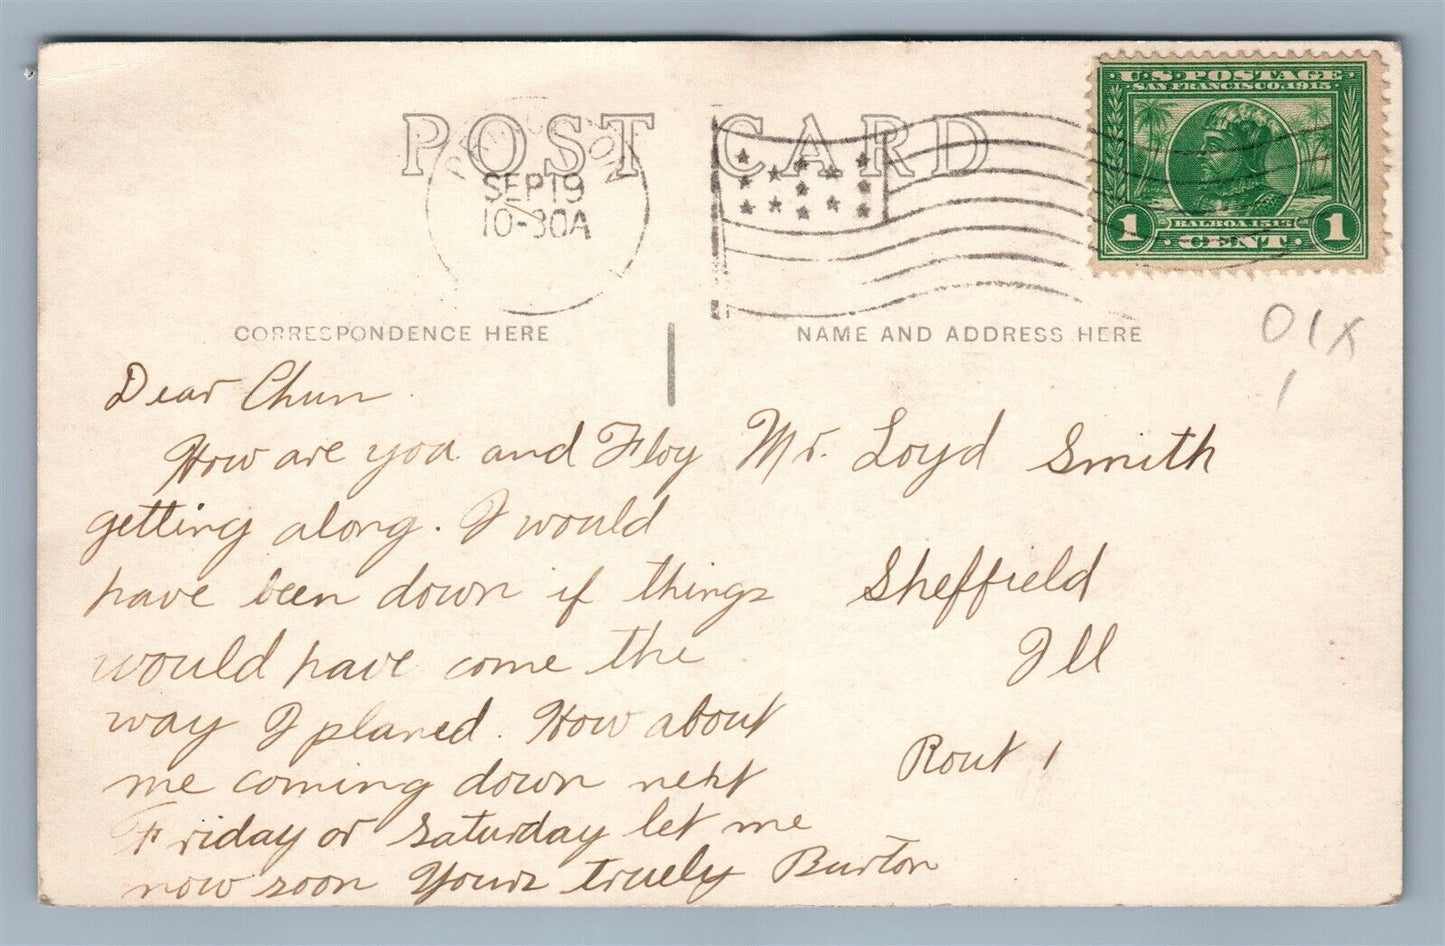 POST CARD
SEP 19
10-30A
U.S. POSTAGE
SAN FRANCISCO, 1915
BALBOA 1513
1 CENT 1
CORRESPONDENCE HERE
NAME AND ADDRESS HERE
01X
1
Dear Chum
How are you and Floy
getting along. I would
have been down if things
would have come the
way I planed. How about
me coming down next
Friday or Saturday let me
now soon Yours truely Burton
Mr. Loyd Smith
Sheffield
Ill
Rout 1